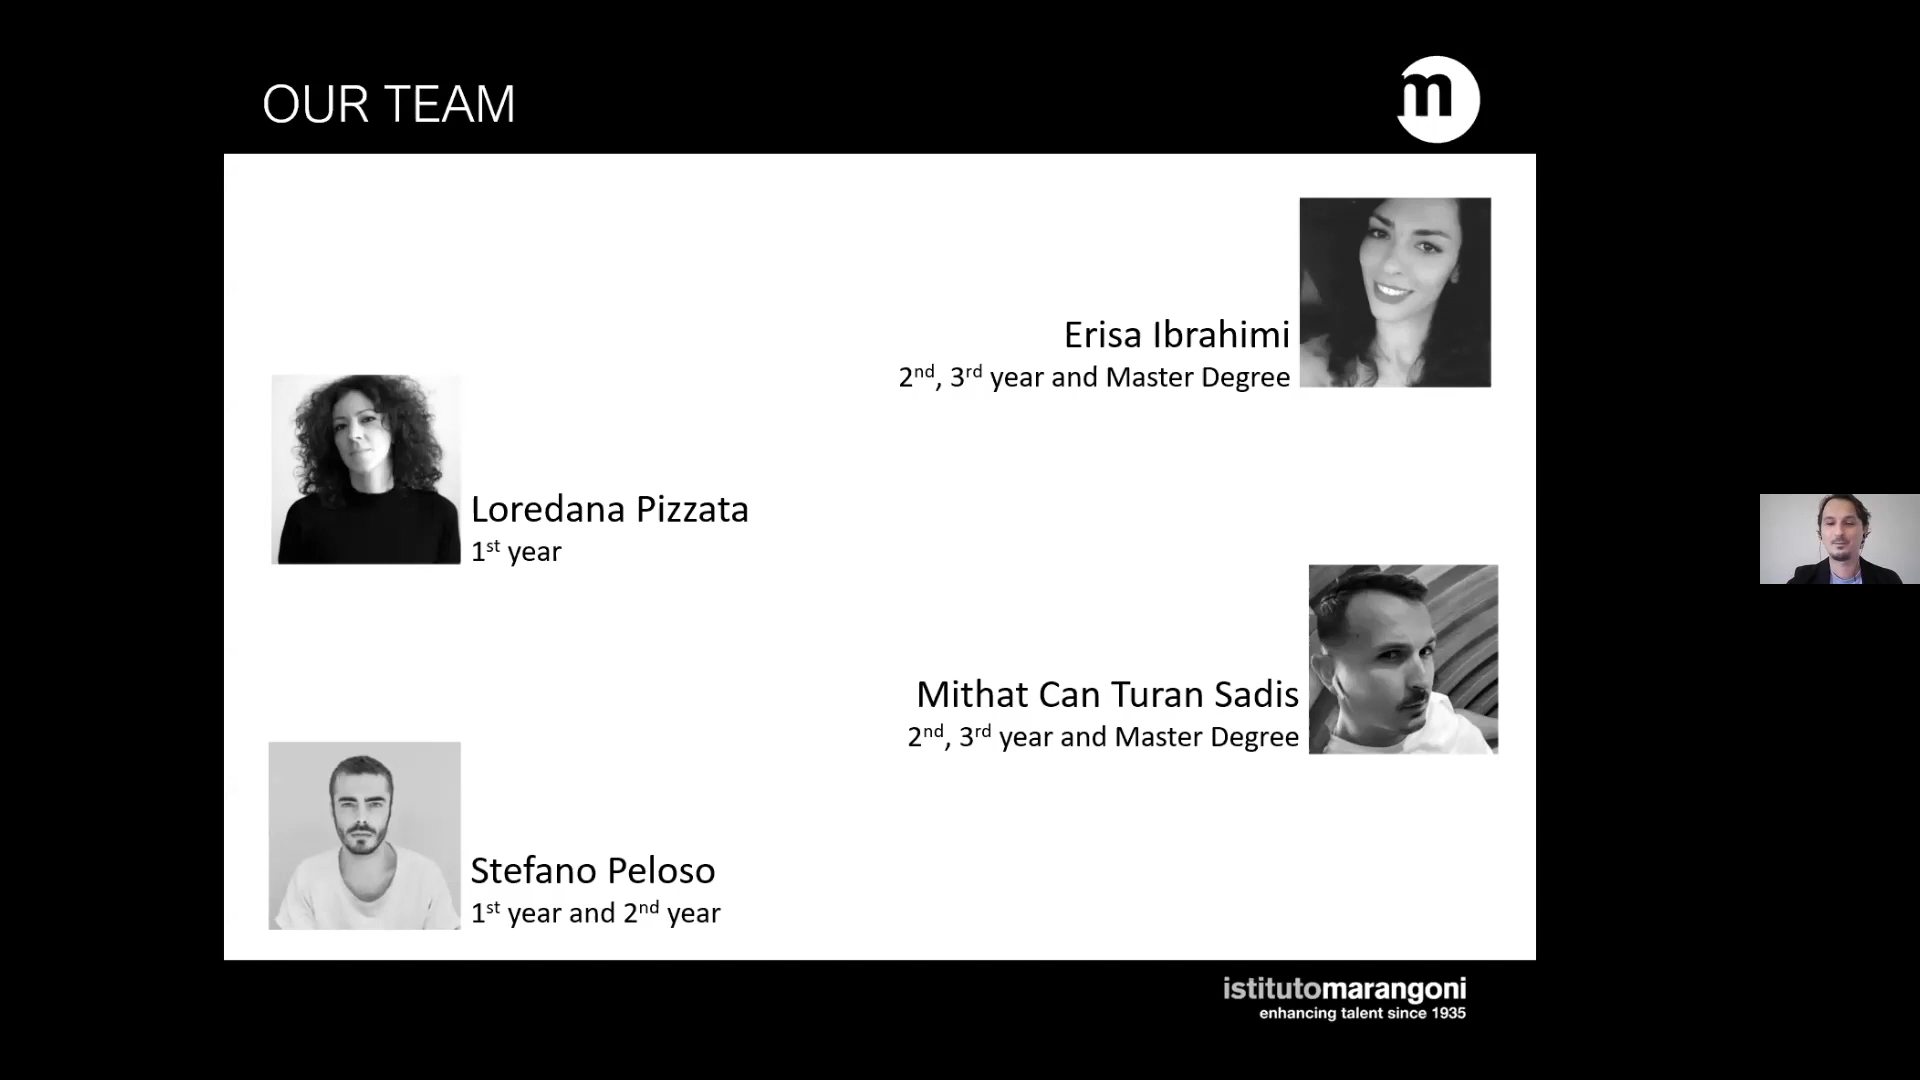 OUR TEAM
m
Erisa Ibrahimi
2nd, 3rd year and Master Degree
Loredana Pizzata
1st year
Mithat Can Turan Sadis
2nd, 3rd year and Master Degree
Stefano Peloso
1st year and 2nd year
istitutomarangoni
enhancing talent since 1935